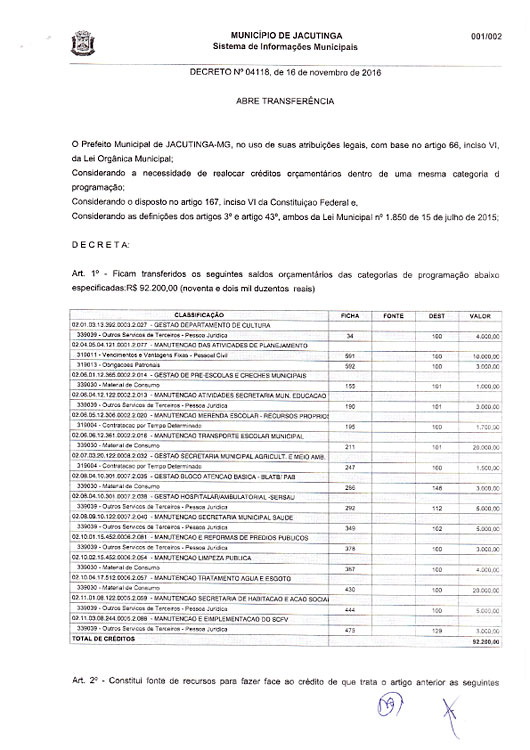 MUNICÍPIO DE JACUTINGA
001/002
Sistema de Informações Municipais
DECRETO Nº 04118, de 16 de novembro de 2016
ABRE TRANSFERÊNCIA
O Prefeito Municipal de JACUTINGA-MG, no uso de suas atribuições legais, com base no artigo 66, inciso VI,
da Lei Orgânica Municipal;
Considerando a necessidade de realocar créditos orçamentários dentro de uma mesma categoria d
programação;
Considerando o disposto no artigo 167, inciso VI da Constituiçao Federal e,
Considerando as definições dos artigos 3º e artigo 43º, ambos da Lei Municipal nº 1.850 de 15 de julho de 2015;
D E C R E T A:
Art. 1º - Ficam transferidos os seguintes saldos orçamentários das categorias de programação abaixo
especificadas:R$ 92.200,00 (noventa e dois mil duzentos reais)
CLASSIFICAÇÃO FICHA FONTE DEST VALOR
02.01.03.13.392.0003.2.027 - GESTAO DEPARTAMENTO DE CULTURA
339039 - Outros Servicos de Terceiros - Pessoa Juridica 34 100 4.000,00
02.04.05.04.121.0001.2.077 - MANUTENCAO DAS ATIVIDADES DE PLANEJAMENTO
319011 - Vencimentos e Vantagens Fixas - Pessoal Civil 591 100 10.000,00
319013 - Obrigacoes Patronais 592 100 3.000,00
02.06.01.12.365.0002.2.014 - GESTAO DE PRE-ESCOLAS E CRECHES MUNICIPAIS
339030 - Material de Consumo 155 101 1.000,00
02.06.04.12.122.0002.2.013 - MANUTENCAO ATIVIDADES SECRETARIA MUN. EDUCACAO
339039 - Outros Servicos de Terceiros - Pessoa Juridica 190 101 3.000,00
02.06.05.12.306.0002.2.020 - MANUTENCAO MERENDA ESCOLAR - RECURSOS PROPRIOS
319004 - Contratacao por Tempo Determinado 195 100 1.700,00
02.06.06.12.361.0002.2.016 - MANUTENCAO TRANSPORTE ESCOLAR MUNICIPAL
339030 - Material de Consumo 211 101 20.000,00
02.07.03.20.122.0008.2.032 - GESTAO SECRETARIA MUNICIPAL AGRICULT. E MEIO AMB.
319004 - Contratacao por Tempo Determinado 247 100 1.500,00
02.08.04.10.301.0007.2.035 - GESTAO BLOCO ATENCAO BASICA - BLATB/ PAB
339030 - Material de Consumo 266 148 3.000,00
02.08.04.10.301.0007.2.038 - GESTAO HOSPITALAR/AMBULATORIAL -SERSAU
339039 - Outros Servicos de Terceiros - Pessoa Juridica 292 112 5.000,00
02.08.09.10.122.0007.2.040 - MANUTENCAO SECRETARIA MUNICIPAL SAUDE
339039 - Outros Servicos de Terceiros - Pessoa Juridica 349 102 5.000,00
02.10.01.15.452.0006.2.081 - MANUTENCAO E REFORMAS DE PREDIOS PUBLICOS
339039 - Outros Servicos de Terceiros - Pessoa Juridica 378 100 3.000,00
02.10.02.15.452.0006.2.054 - MANUTENCAO LIMPEZA PUBLICA
339030 - Material de Consumo 387 100 4.000,00
02.10.04.17.512.0006.2.057 - MANUTENCAO TRATAMENTO AGUA E ESGOTO
339030 - Material de Consumo 430 100 20.000,00
02.11.01.08.122.0005.2.059 - MANUTENCAO SECRETARIA DE HABITACAO E ACAO SOCIAL
339039 - Outros Servicos de Terceiros - Pessoa Juridica 444 100 5.000,00
02.11.03.08.244.0005.2.086 - MANUTENCAO E EIMPLEMENTACAO DO SCFV
339039 - Outros Servicos de Terceiros - Pessoa Juridica 475 129 3.000,00
TOTAL DE CRÉDITOS 92.200,00
Art. 2º - Constitui fonte de recursos para fazer face ao crédito de que trata o artigo anterior as seguintes